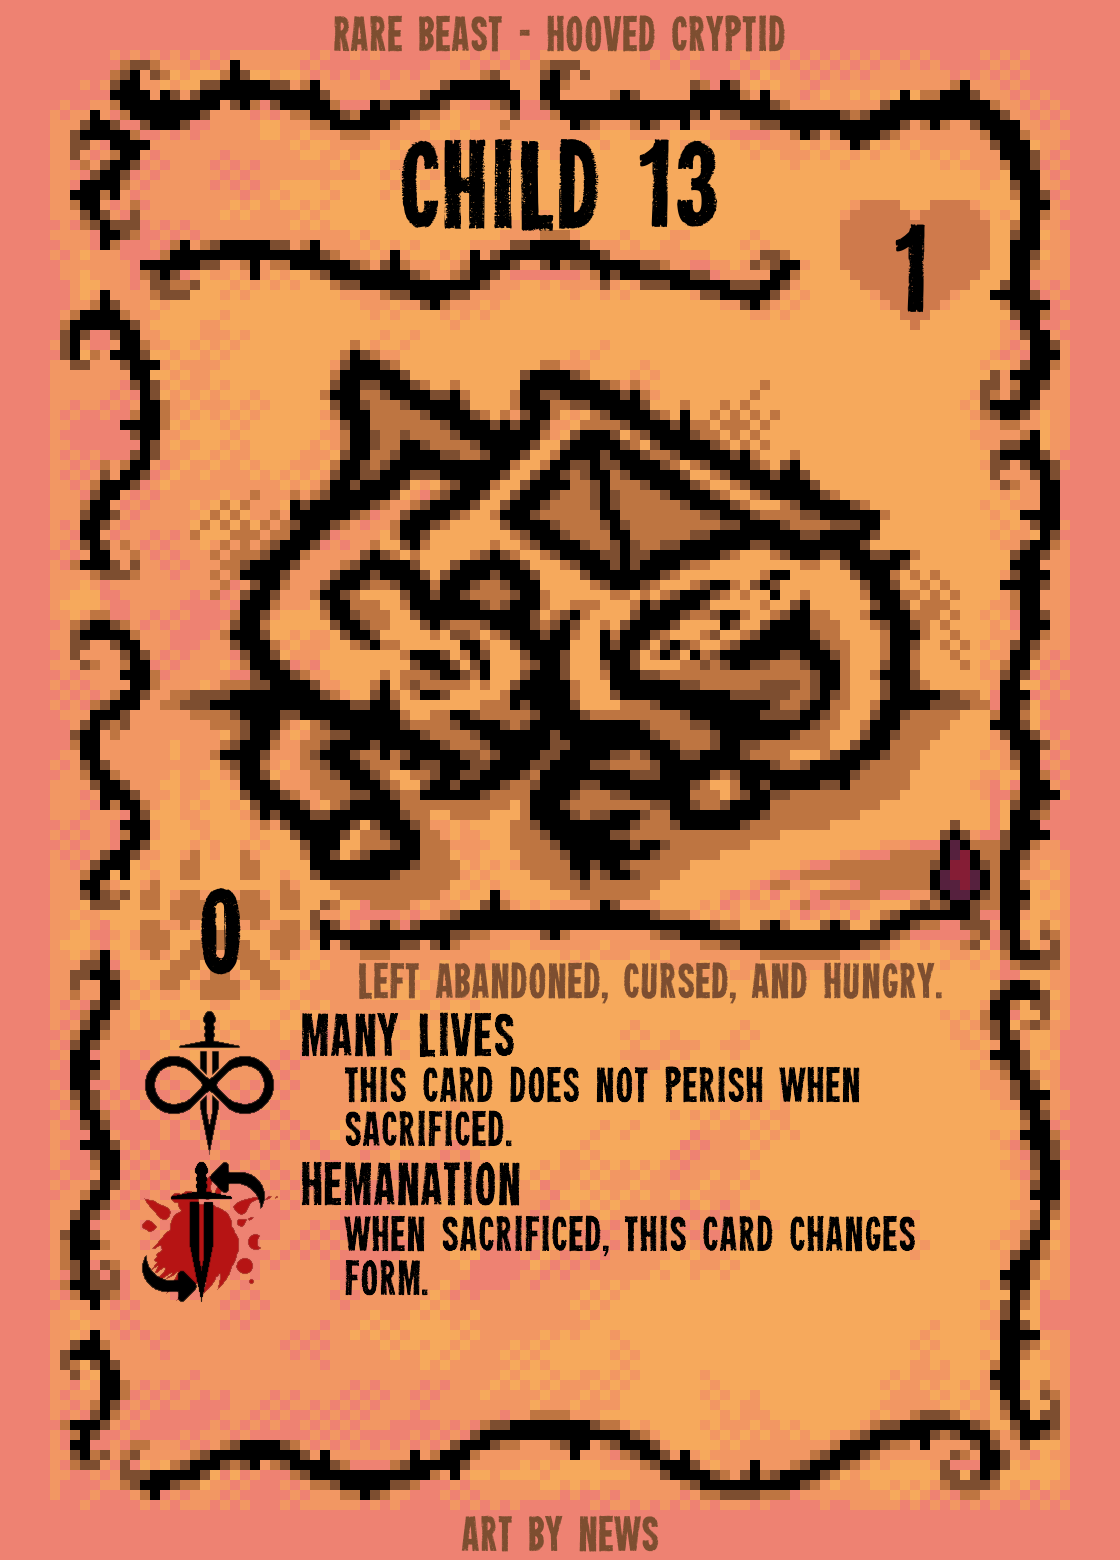 RARE BEAST - HOOVED CRYPTID
CHILD 13
1
0
LEFT ABANDONED, CURSED, AND HUNGRY.
MANY LIVES
THIS CARD DOES NOT PERISH WHEN
SACRIFICED.
HEMANATION
WHEN SACRIFICED, THIS CARD CHANGES
FORM.
ART BY NEWS